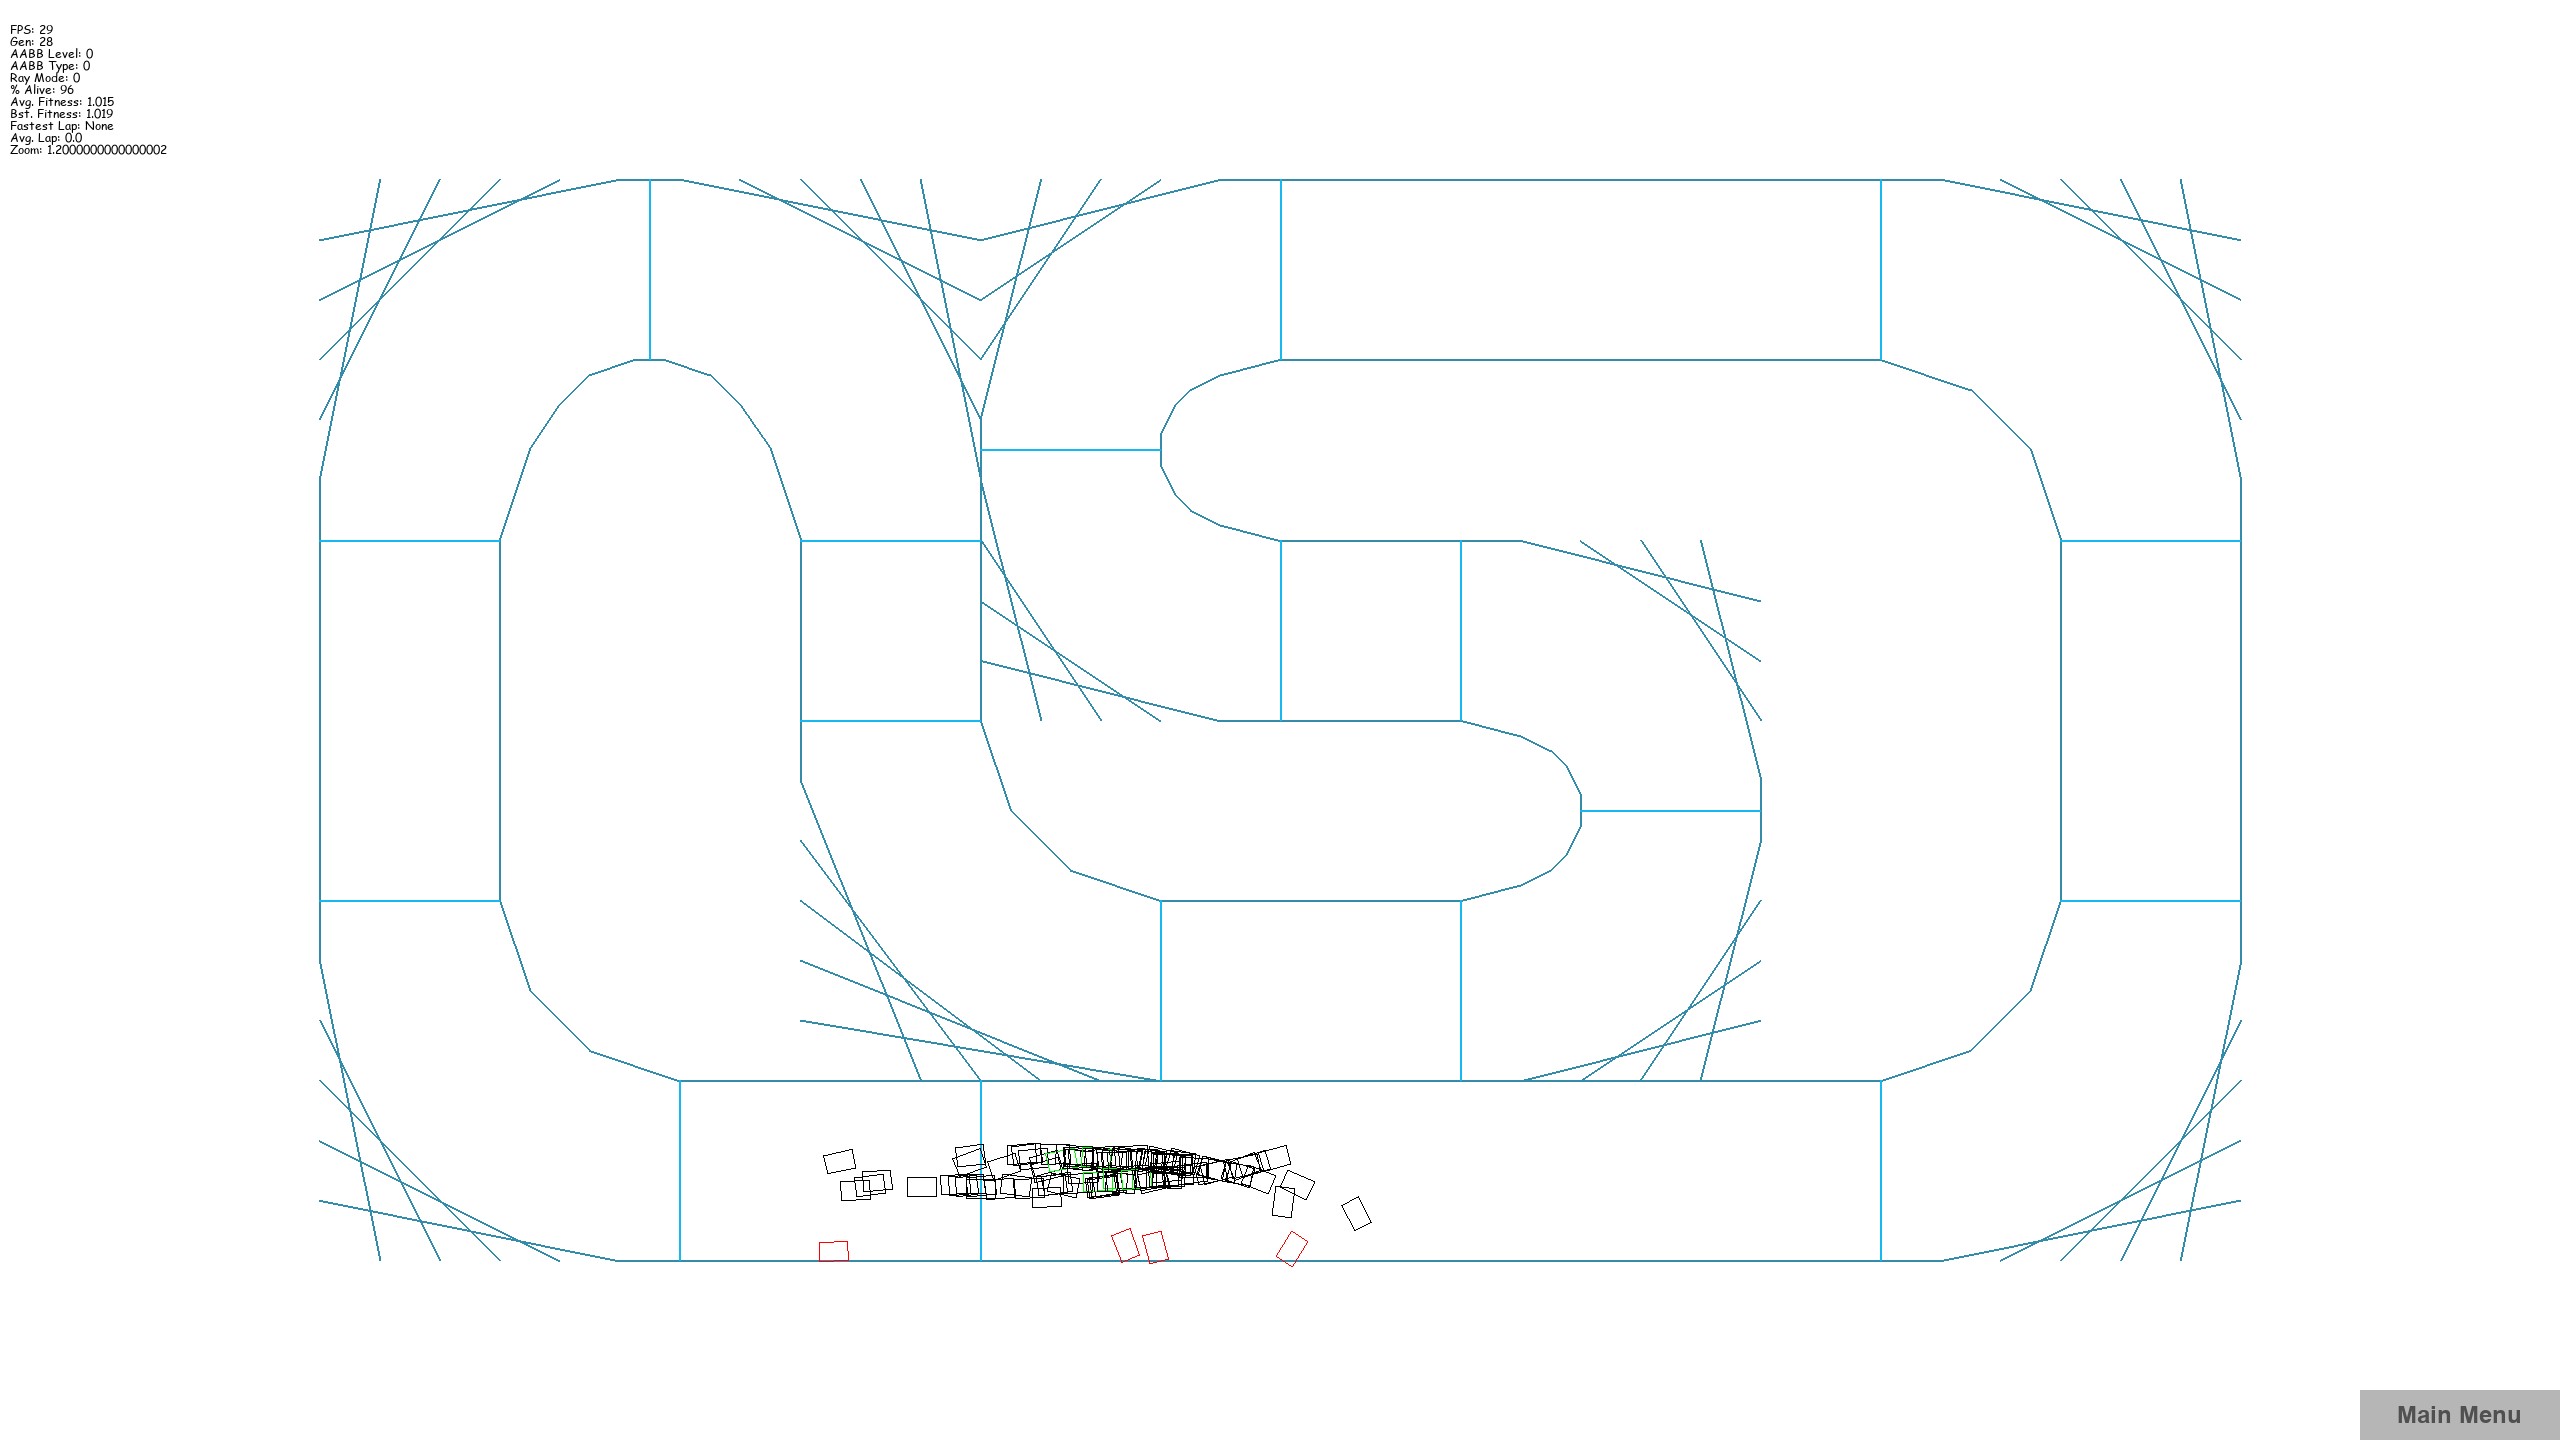 FPS: 29
Gen: 28
AABB Level: 0
AABB Type: 0
Ray Mode: 0
% Alive: 96
Avg. Fitness: 1.015
Bst. Fitness: 1.019
Fastest Lap: None
Avg. Lap: 0.0
Zoom: 1.2000000000000002
Main Menu